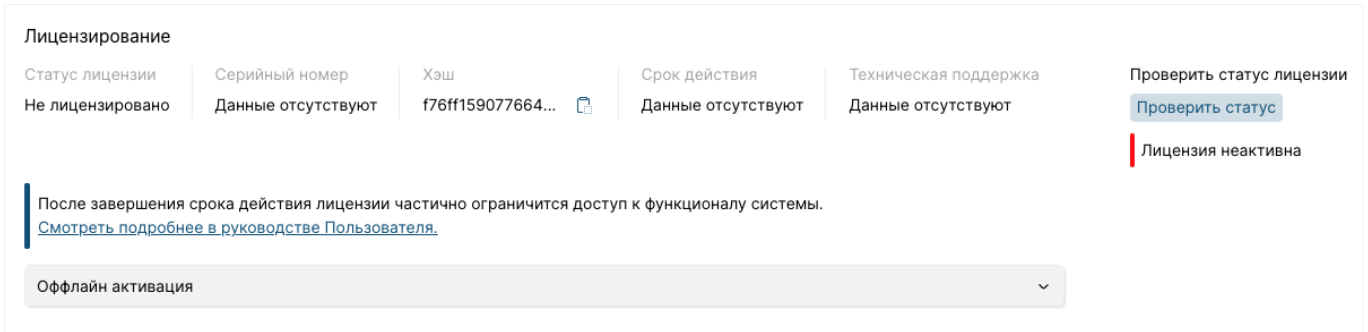 Лицензирование
Статус лицензии
Не лицензировано
Серийный номер
Данные отсутствуют
Хэш
f76ff159077664...
Срок действия
Данные отсутствуют
Техническая поддержка
Данные отсутствуют
Проверить статус лицензии
Проверить статус
Лицензия неактивна
После завершения срока действия лицензии частично ограничится доступ к функционалу системы.
Смотреть подробнее в руководстве Пользователя.
Оффлайн активация